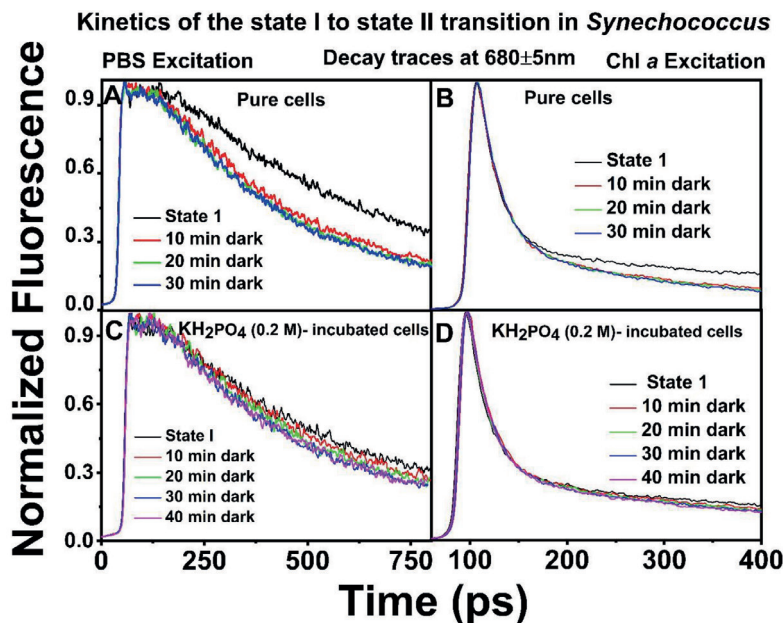 Kinetics of the state I to state II transition in Synechococcus
PBS Excitation
Decay traces at 680±5nm
Chl a Excitation
Normalized Fluorescence
A
Pure cells
0.9
0.6
0.3
0.0
State 1
10 min dark
20 min dark
30 min dark
B
Pure cells
State 1
10 min dark
20 min dark
30 min dark
C
KH2PO4 (0.2 M)- incubated cells
0.9
0.6
0.3
0.0
State I
10 min dark
20 min dark
30 min dark
40 min dark
0
250
500
750
D
KH2PO4 (0.2 M)- incubated cells
State 1
10 min dark
20 min dark
30 min dark
40 min dark
100
200
300
400
Time (ps)